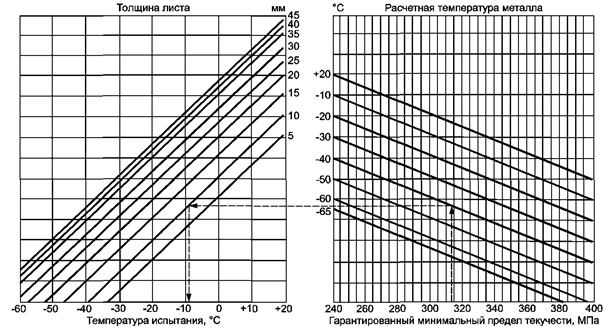 Толщина листа мм
45
40
35
30
25
20
15
10
5
-60 -50 -40 -30 -20 -10 0 +10 +20
Температура испытания, °С
°С Расчетная температура металла
+20
-10
-20
-30
-40
-50
-60
-65
240 260 280 300 320 340 360 380 400
Гарантированный минимальный предел текучести, МПа